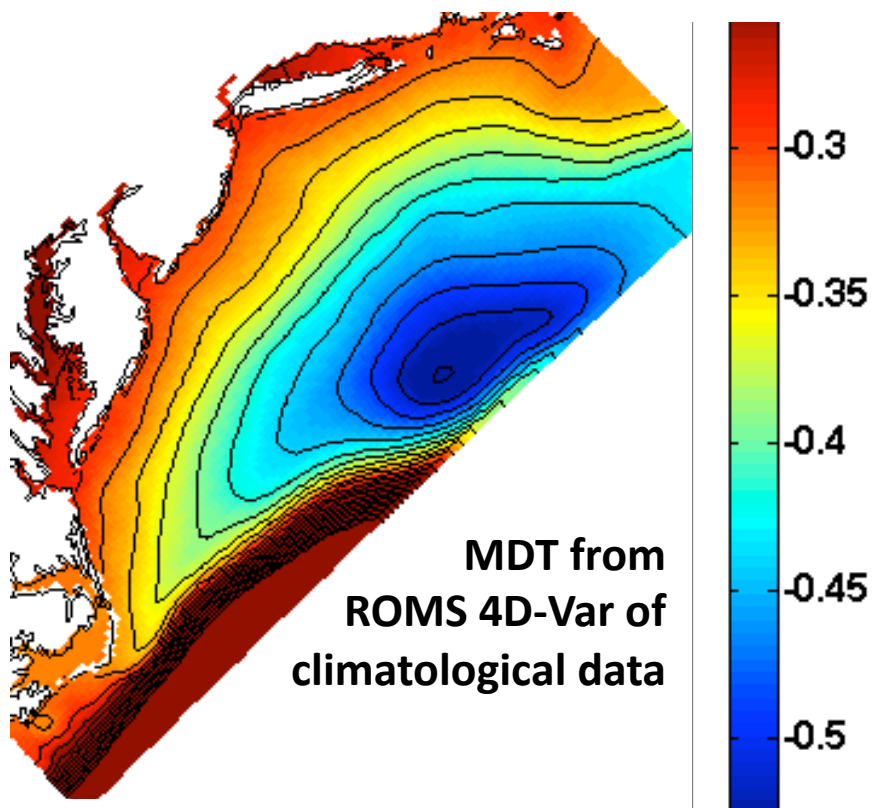 -0.3
-0.35
-0.4
-0.45
-0.5
MDT from
ROMS 4D-Var of
climatological data